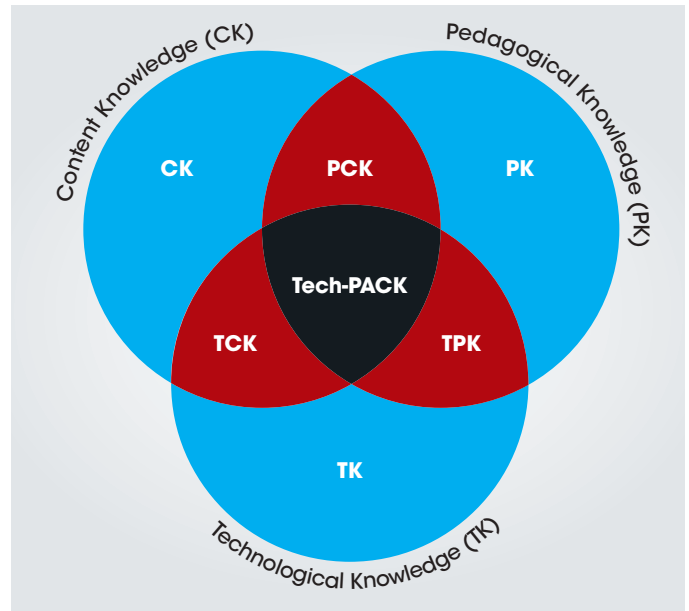 Content Knowledge (CK)
Pedagogical Knowledge (PK)
CK
PCK
PK
Tech-PACK
TCK
TPK
TK
Technological Knowledge (TK)